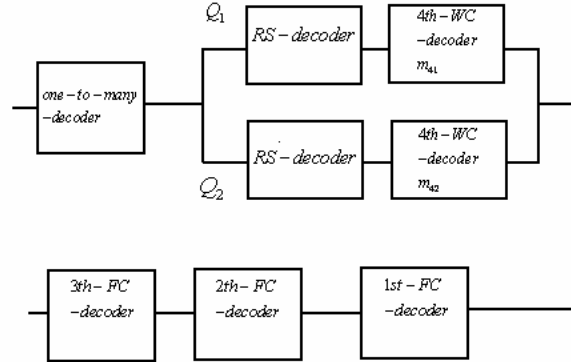 Q1
RS-decoder
4th-WC
-decoder
m41
one-to-many
-decoder
RS-decoder
4th-WC
-decoder
m42
Q2
3th-FC
-decoder
2th-FC
-decoder
1st-FC
-decoder